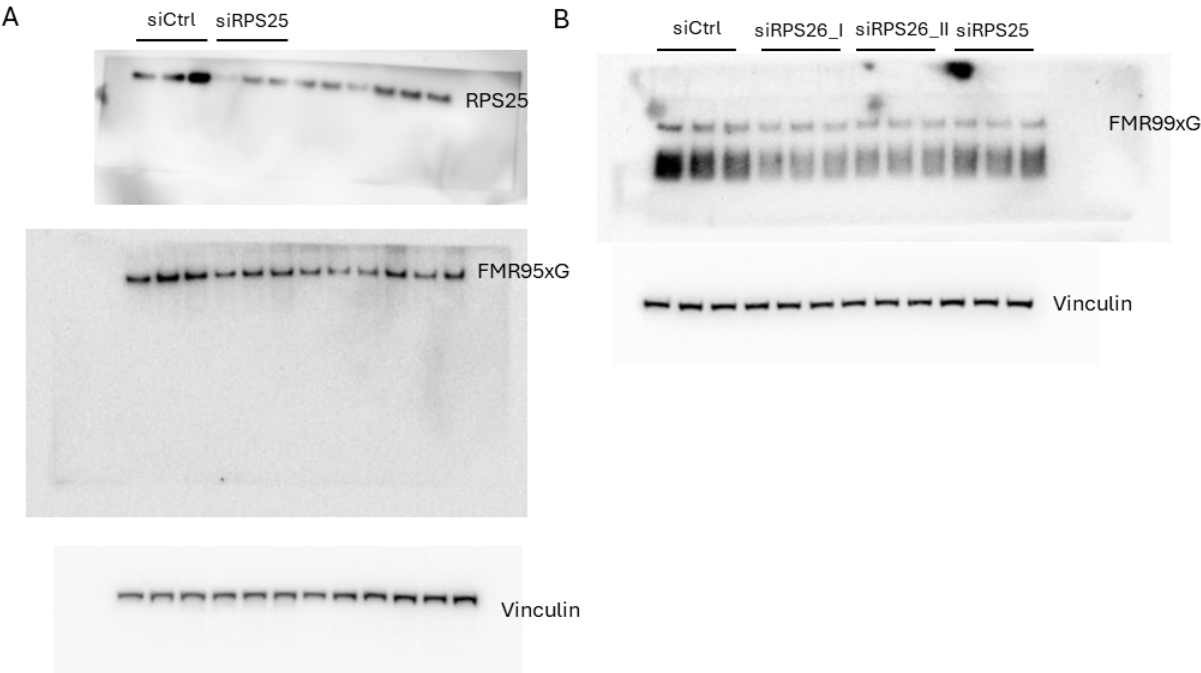 A
siCtrl siRPS25
RPS25
FMR95xG
Vinculin
B
siCtrl siRPS26_I siRPS26_II siRPS25
FMR99xG
Vinculin